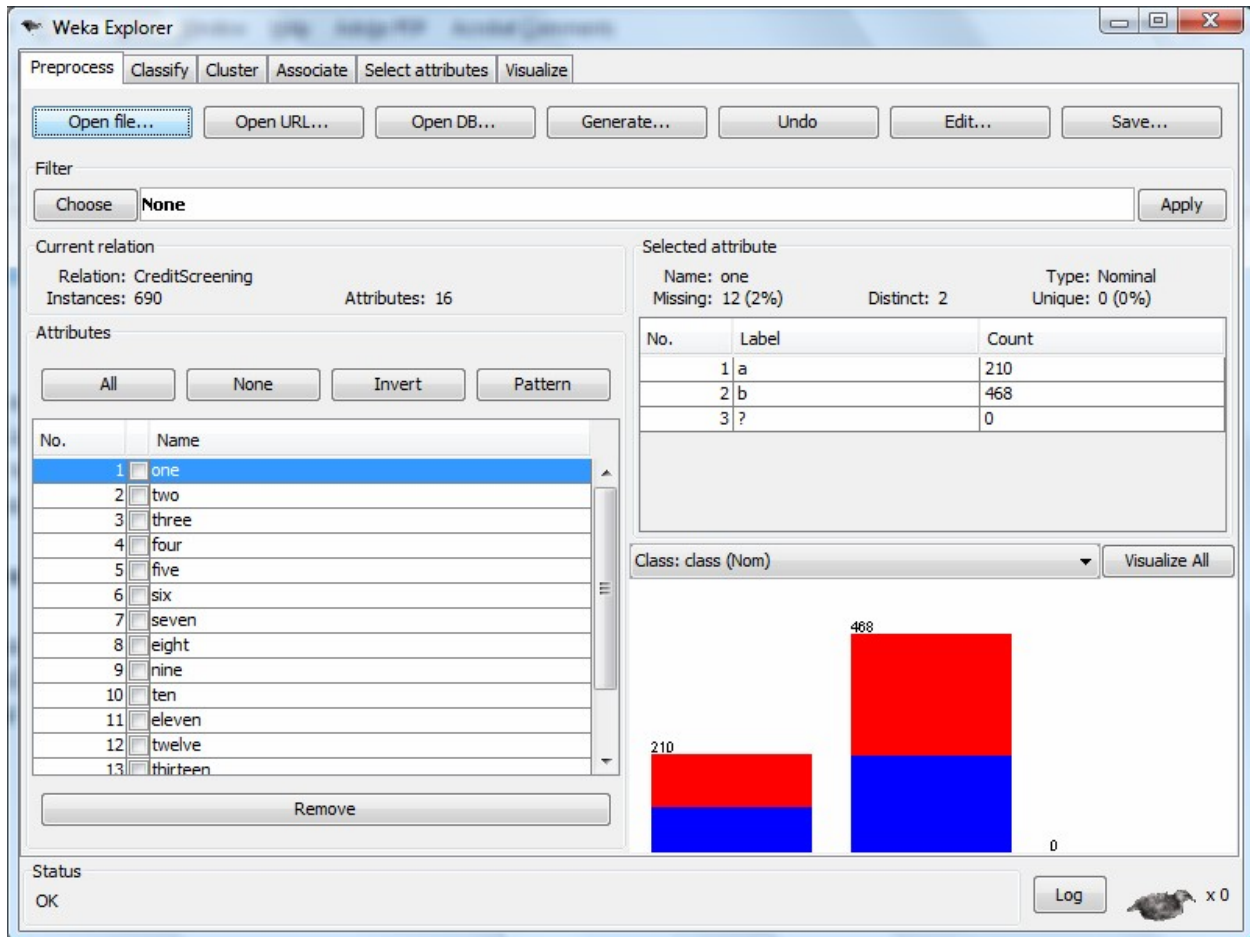 Weka Explorer
Preprocess Classify Cluster Associate Select attributes Visualize
Open file... Open URL... Open DB... Generate... Undo Edit... Save...
Filter
Choose None Apply
Current relation
Relation: CreditScreening
Instances: 690 Attributes: 16
Attributes
All None Invert Pattern
No. Name
1 one
2 two
3 three
4 four
5 five
6 six
7 seven
8 eight
9 nine
10 ten
11 eleven
12 twelve
13 thirteen
Remove
Selected attribute
Name: one Type: Nominal
Missing: 12 (2%) Distinct: 2 Unique: 0 (0%)
No. Label Count
1 a 210
2 b 468
3 ? 0
Class: class (Nom) Visualize All
468
210
0
Status
OK
Log x 0